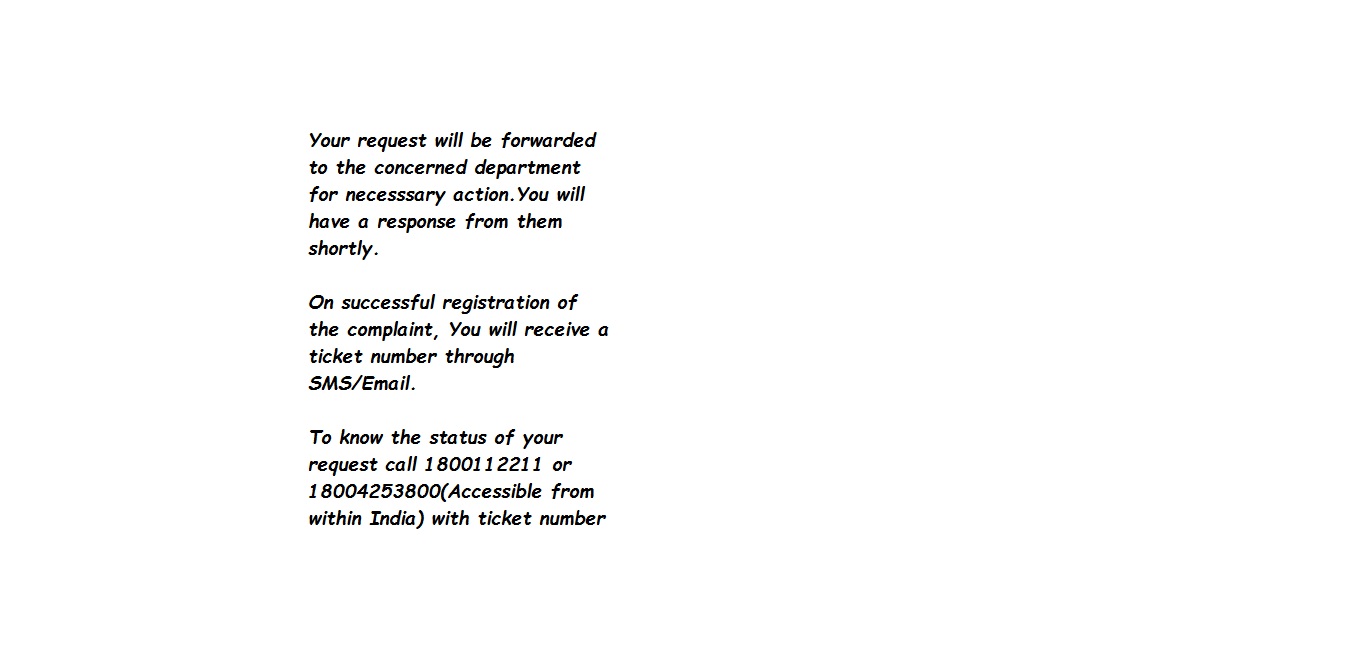 Your request will be forwarded
to the concerned department
for necesssary action.You will
have a response from them
shortly.
On successful registration of
the complaint, You will receive a
ticket number through
SMS/Email.
To know the status of your
request call 1800112211 or
18004253800(Accessible from
within India) with ticket number